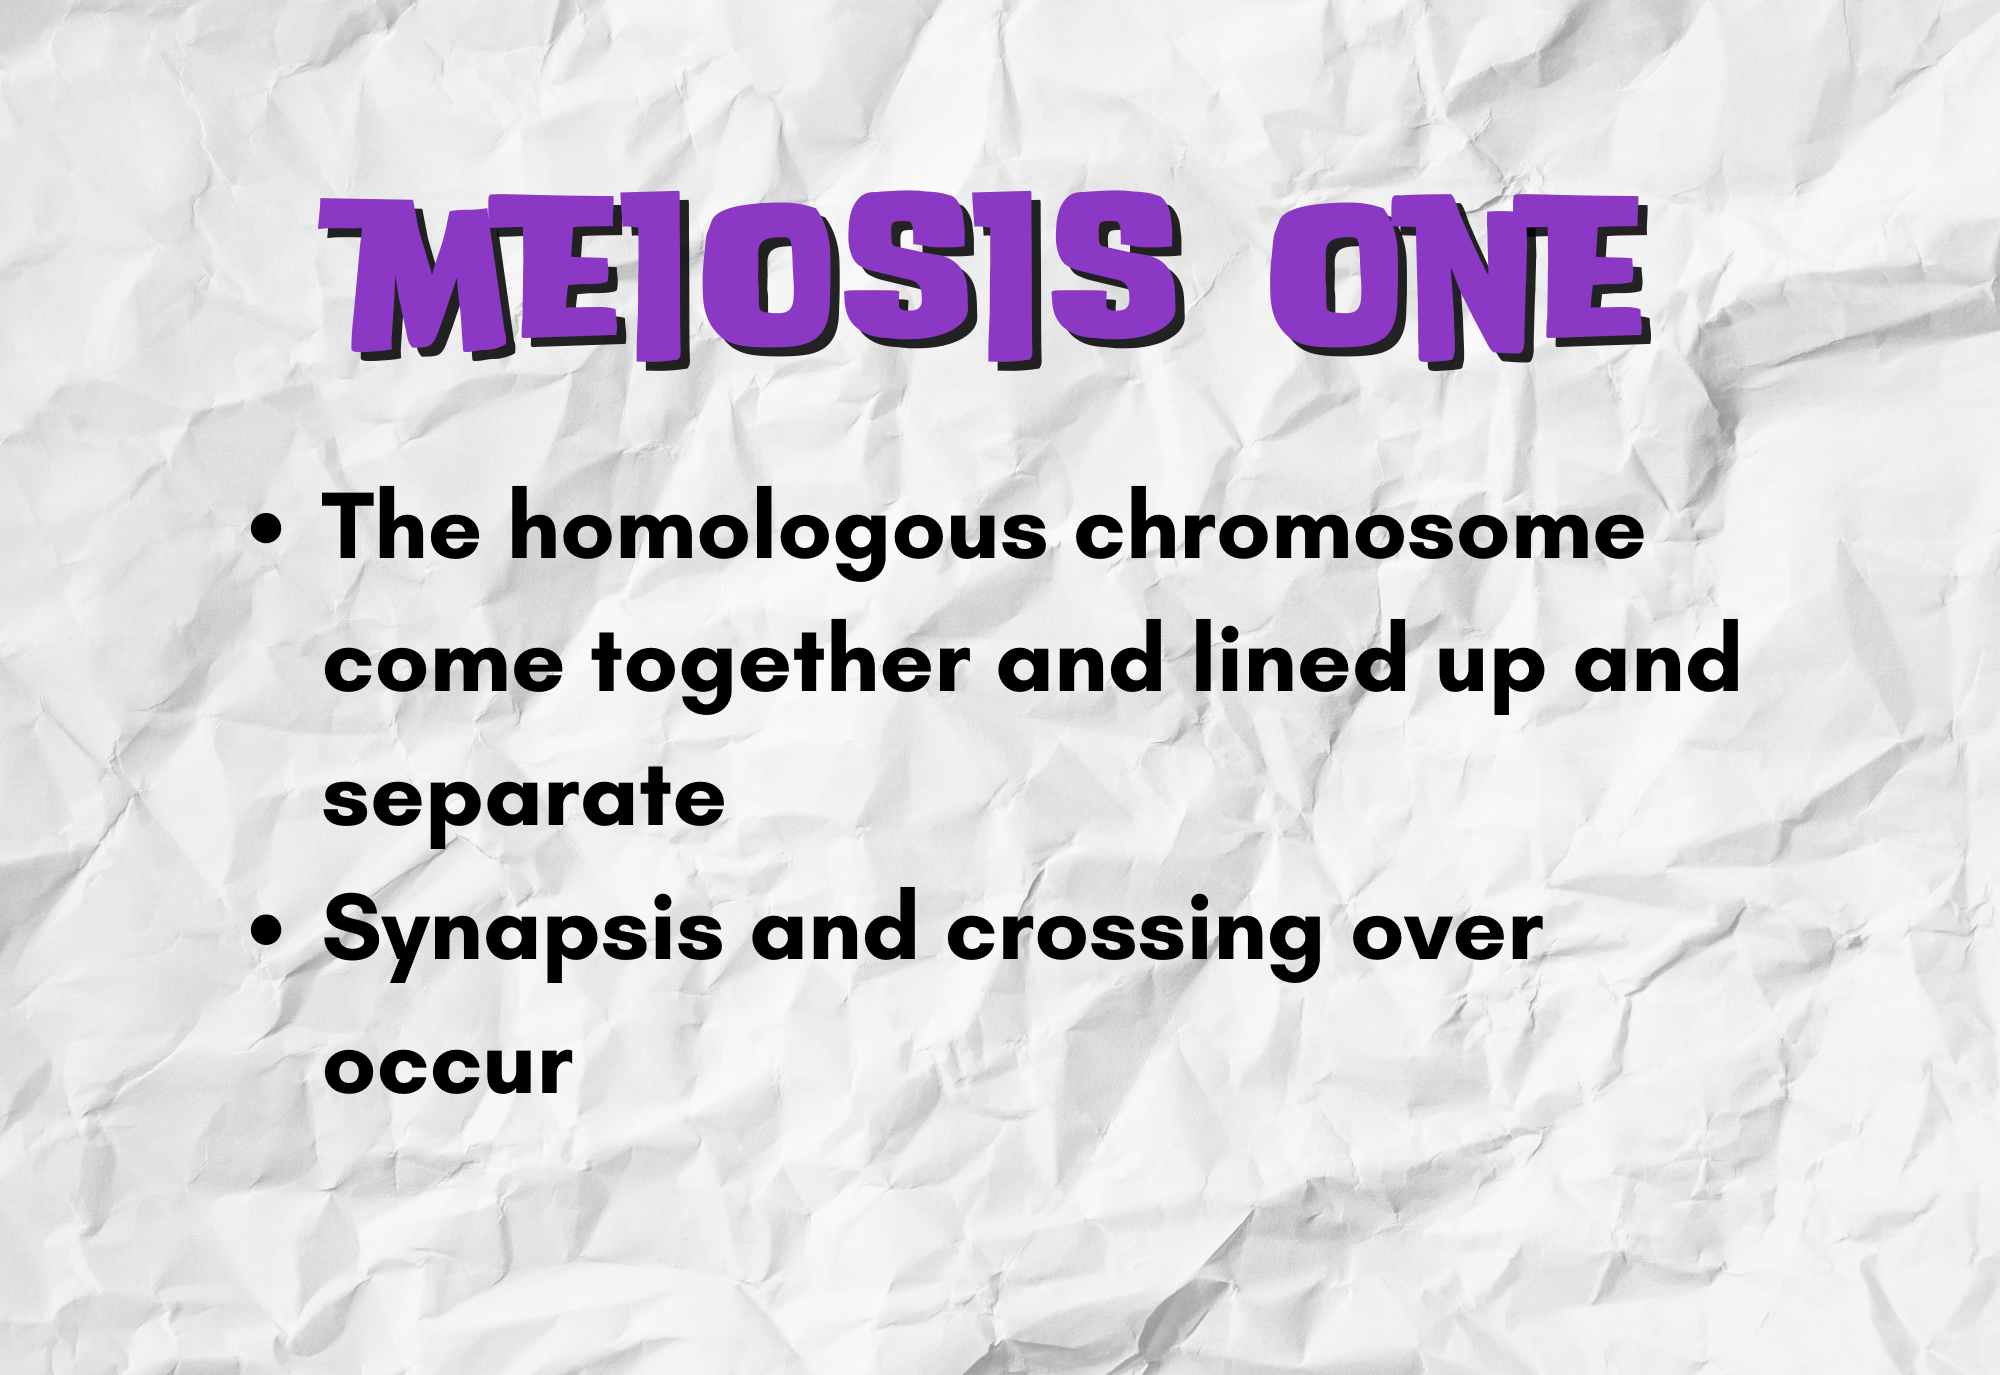 MEIOSIS ONE
• The homologous chromosome
come together and lined up and
separate
• Synapsis and crossing over
occur